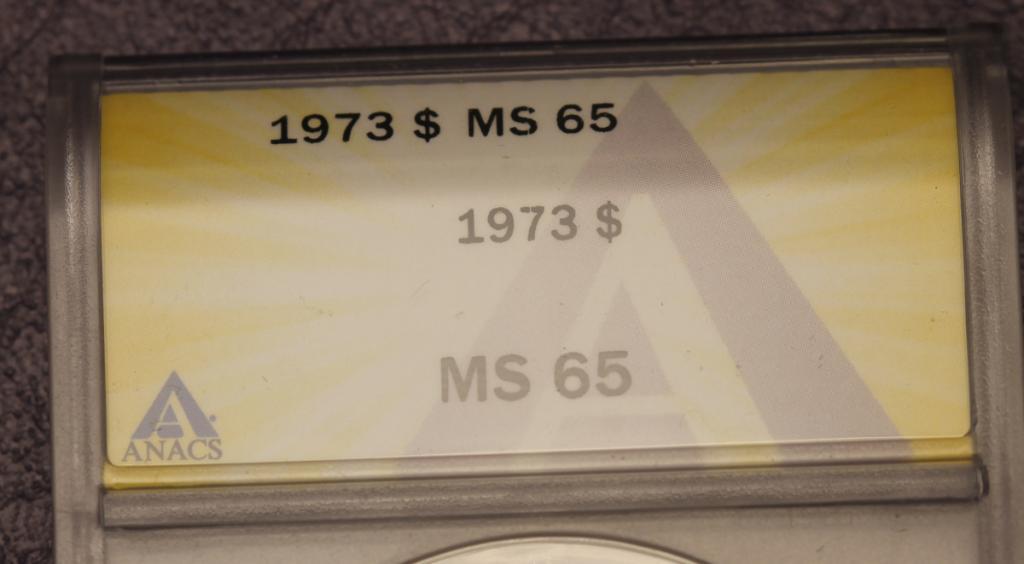 1973 $ MS 65
1973 $
MS 65
ANACS